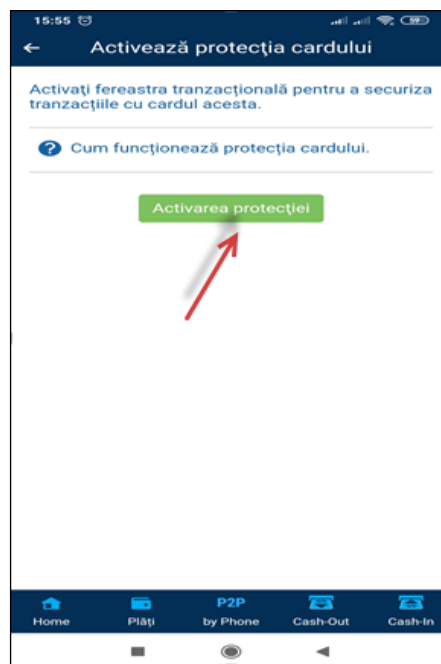 15:55
59
Activează protecția cardului
Activați fereastra tranzacțională pentru a securiza
tranzacțiile cu cardul acesta.
? Cum funcționează protecția cardului.
Activarea protecției
P2P
Home Plăți by Phone Cash-Out Cash-In